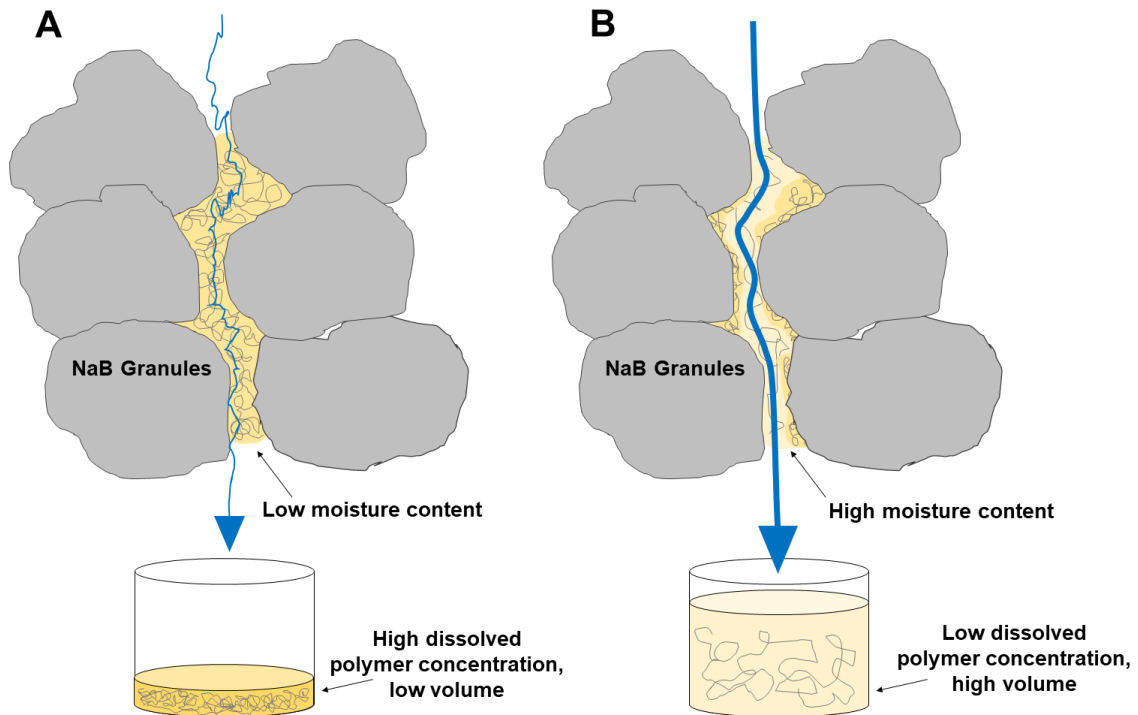 A
B
NaB Granules
NaB Granules
Low moisture content
High moisture content
High dissolved
polymer concentration,
low volume
Low dissolved
polymer concentration,
high volume